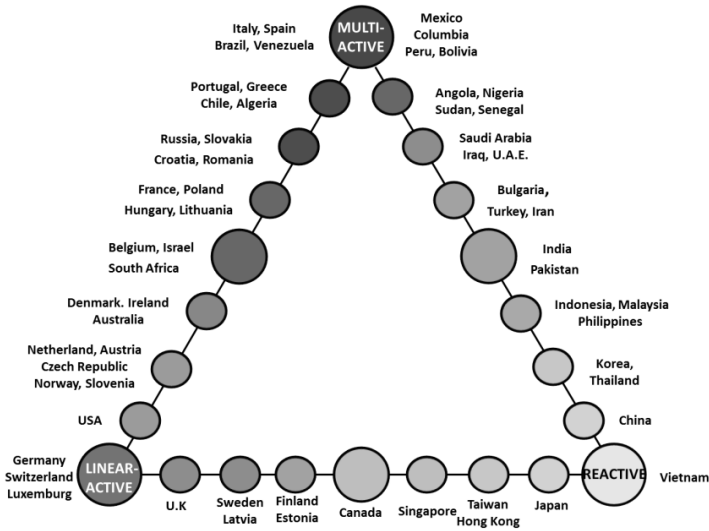 Italy, Spain
Brazil, Venezuela
MULTI-
ACTIVE
Mexico
Columbia
Peru, Bolivia
Portugal, Greece
Chile, Algeria
Angola, Nigeria
Sudan, Senegal
Russia, Slovakia
Croatia, Romania
Saudi Arabia
Iraq, U.A.E.
France, Poland
Hungary, Lithuania
Bulgaria,
Turkey, Iran
Belgium, Israel
South Africa
India
Pakistan
Denmark. Ireland
Australia
Indonesia, Malaysia
Philippines
Netherland, Austria
Czech Republic
Norway, Slovenia
Korea,
Thailand
USA
China
Germany
Switzerland
Luxemburg
LINEAR-
ACTIVE
U.K
Sweden
Latvia
Finland
Estonia
Canada
Singapore
Taiwan
Hong Kong
Japan
REACTIVE
Vietnam